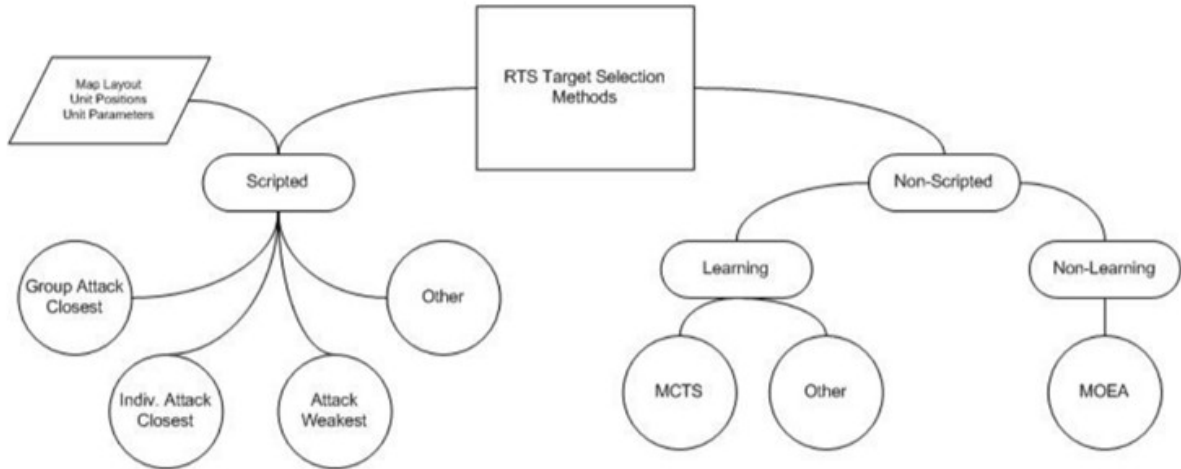 RTS Target Selection
Methods
Map Layout
Unit Positions
Unit Parameters
Scripted
Non-Scripted
Group Attack
Closest
Other
Learning
Non-Learning
Indiv. Attack
Closest
Attack
Weakest
MCTS
Other
MOEA